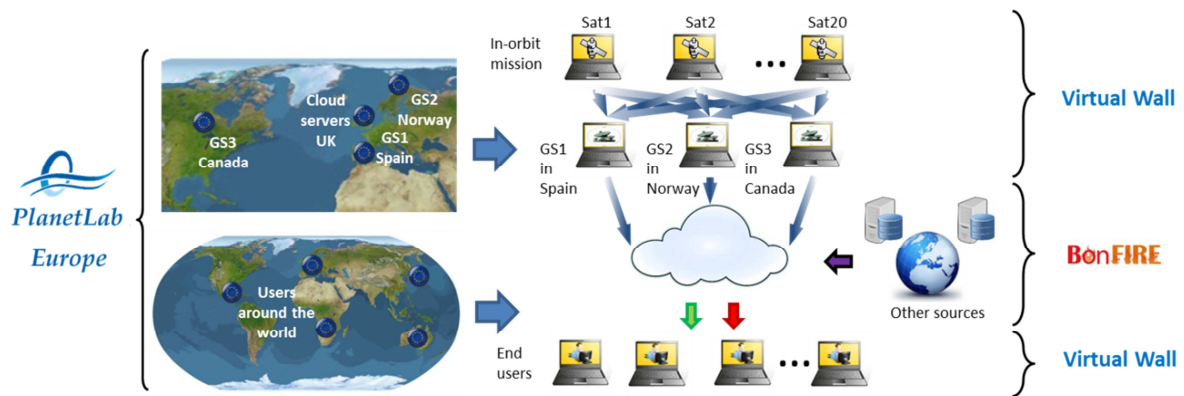 PlanetLab
Europe
Cloud
servers
UK
GS2
Norway
GS3
Canada
GS1
Spain
Users
around the
world
In-orbit
mission
Sat1
Sat2
Sat20
GS1
in
Spain
GS2
in
Norway
GS3
in
Canada
Other sources
End
users
Virtual Wall
BonFIRE
Virtual Wall